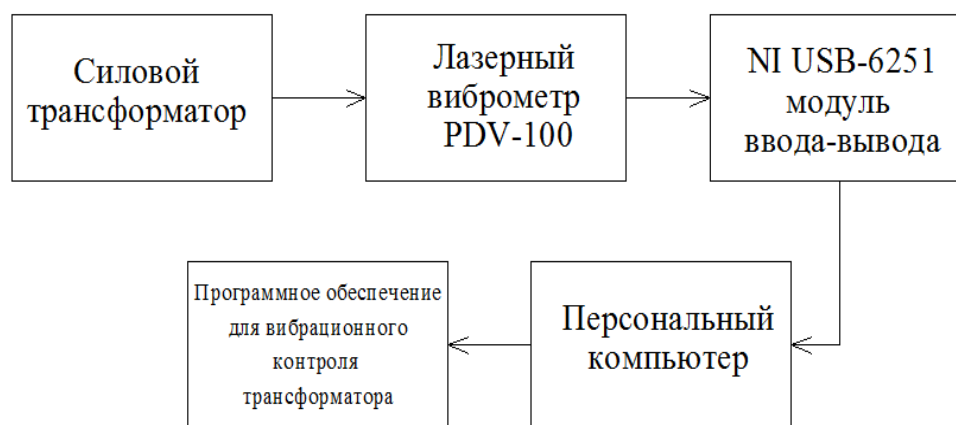 Силовой
трансформатор
Лазерный
виброметр
PDV-100
NI USB-6251
модуль
ввода-вывода
Программное обеспечение
для вибрационного
контроля
трансформатора
Персональный
компьютер